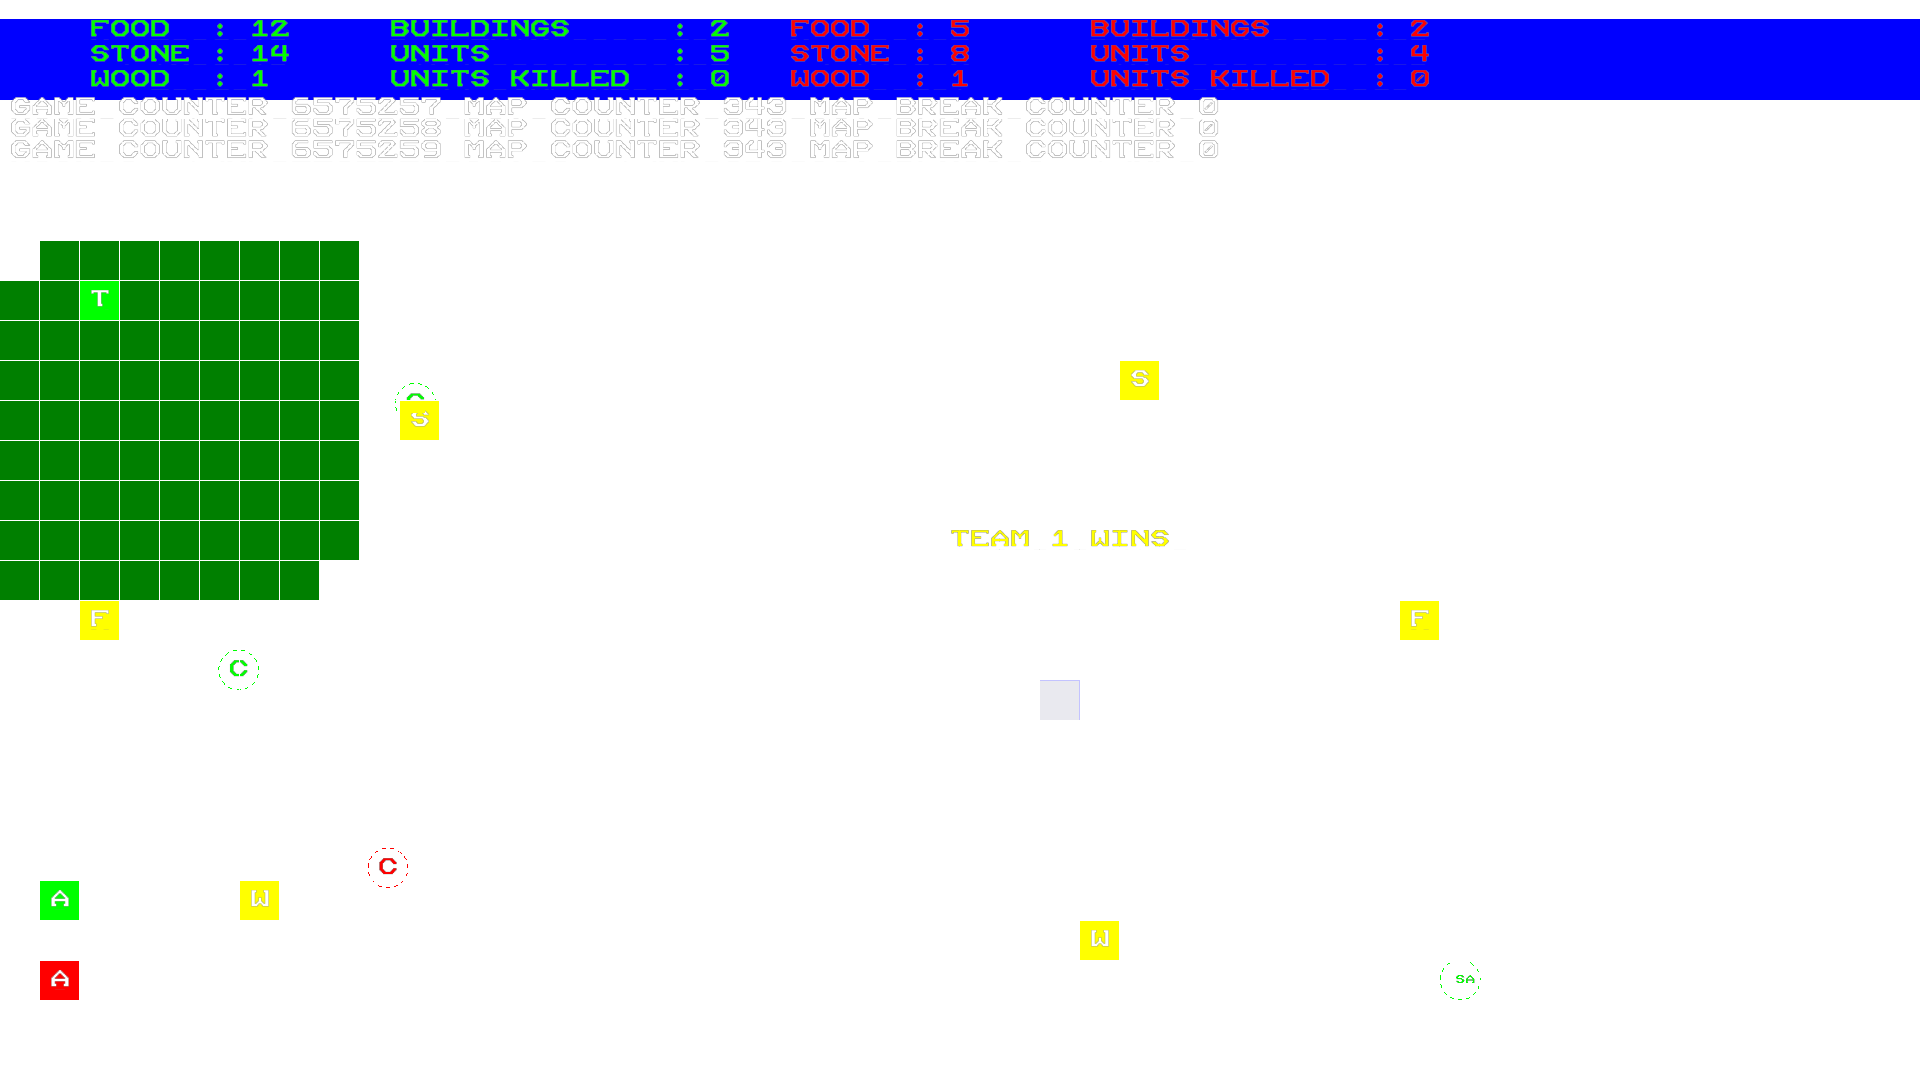 FOOD : 12 BUILDINGS : 2 FOOD : 5 BUILDINGS : 2
STONE : 14 UNITS : 5 STONE : 8 UNITS : 4
WOOD : 1 UNITS KILLED : 0 WOOD : 1 UNITS KILLED : 0
GAME COUNTER 6575257 MAP COUNTER 343 MAP BREAK COUNTER 0
GAME COUNTER 6575258 MAP COUNTER 343 MAP BREAK COUNTER 0
GAME COUNTER 6575259 MAP COUNTER 343 MAP BREAK COUNTER 0
T
S
S
TEAM 1 WINS
F
F
C
C
A
W
W
A
SA